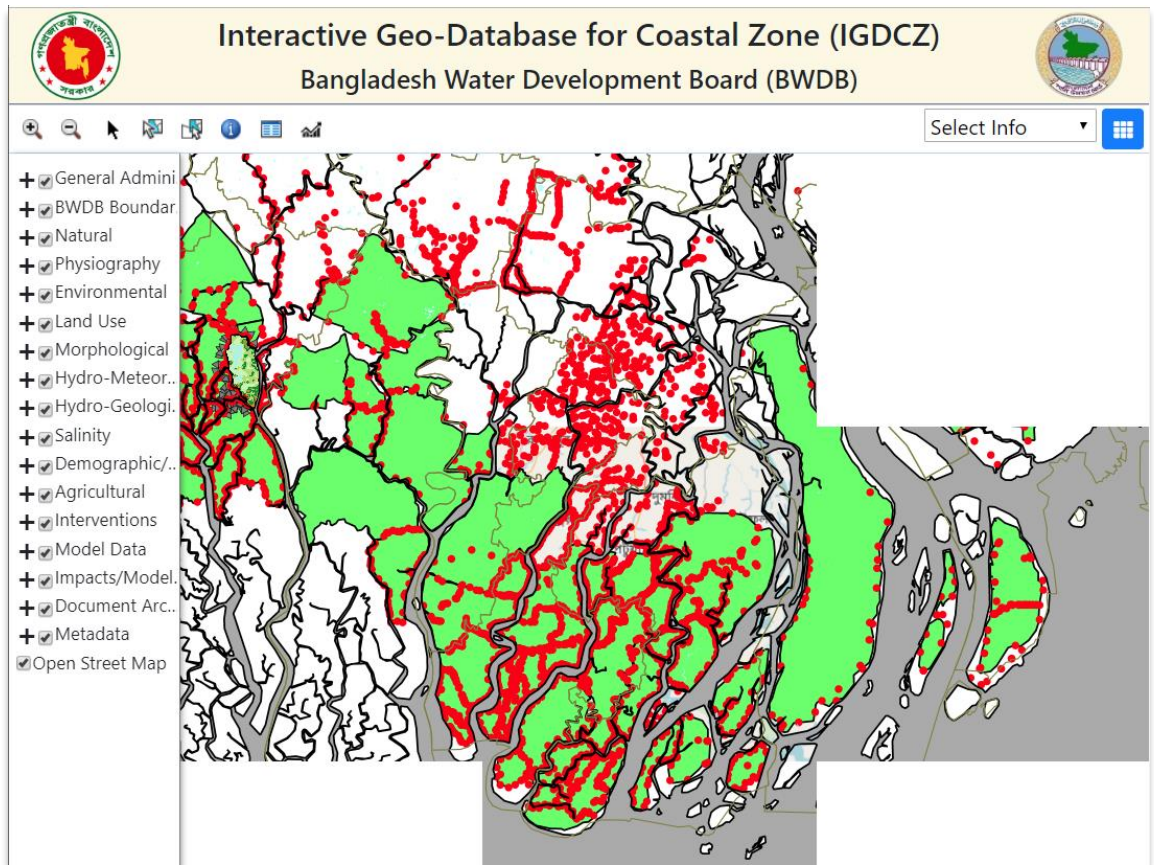 Interactive Geo-Database for Coastal Zone (IGDCZ)
Bangladesh Water Development Board (BWDB)
Select Info
General Admini
BWDB Boundar
Natural
Physiography
Environmental
Land Use
Morphological
Hydro-Meteor..
Hydro-Geologi.
Salinity
Demographic/..
Agricultural
Interventions
Model Data
Impacts/Model.
Document Arc..
Metadata
Open Street Map